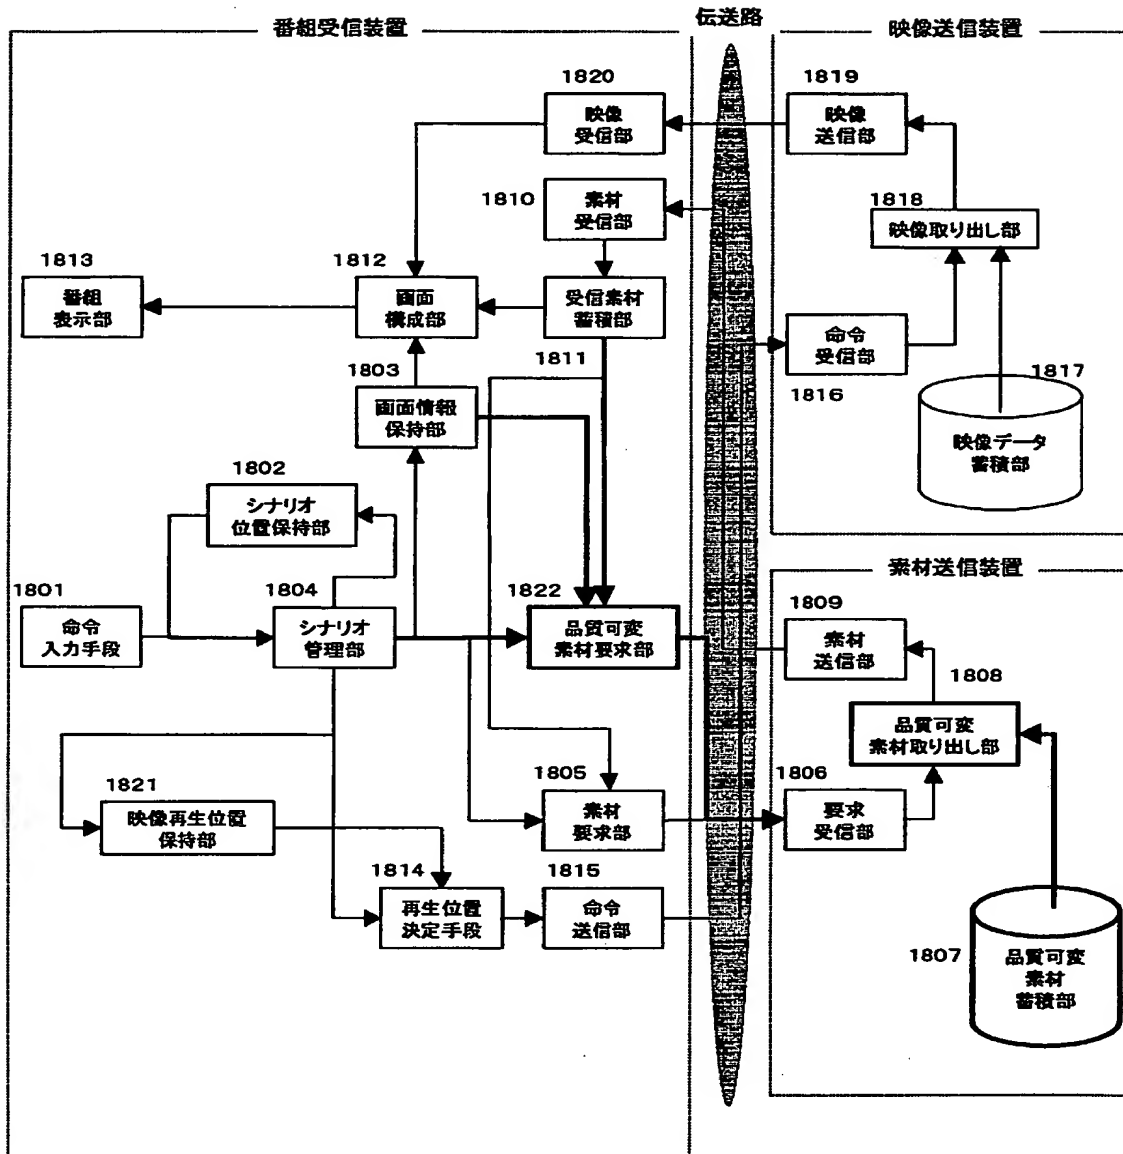 番組受信装置
伝送路
映像送信装置
1820
映像
受信部
1819
映像
送信部
1810
素材
受信部
1818
映像取り出し部
1813
番組
表示部
1812
画面
構成部
受信素材
蓄積部
1811
命令
受信部
1816
1817
映像データ
蓄積部
1803
画面情報
保持部
1802
シナリオ
位置保持部
1801
命令
入力手段
1804
シナリオ
管理部
1822
品質可変
素材要求部
素材送信装置
1809
素材
送信部
1808
品質可変
素材取り出し部
1821
映像再生位置
保持部
1805
素材
要求部
1806
要求
受信部
1814
再生位置
決定手段
1815
命令
送信部
1807
品質可変
素材
蓄積部